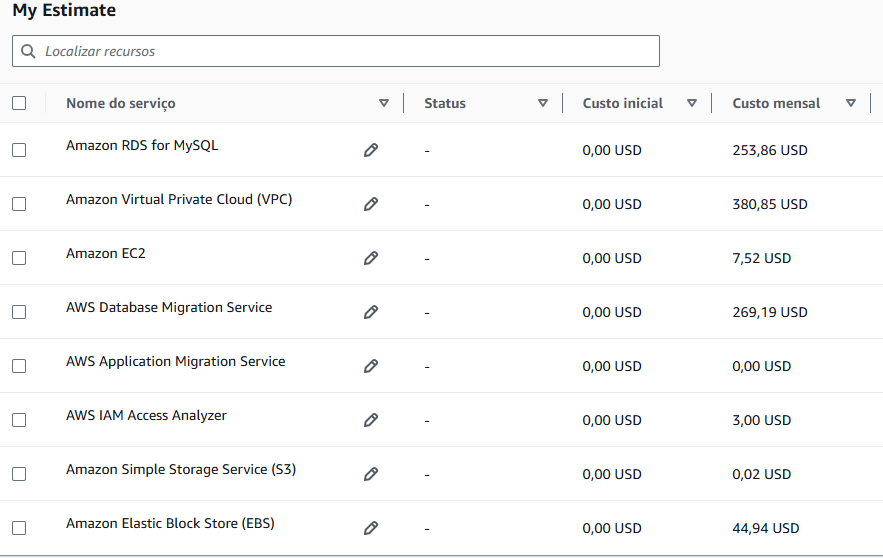 My Estimate
Localizar recursos
Nome do serviço Status Custo inicial Custo mensal
Amazon RDS for MySQL - 0,00 USD 253,86 USD
Amazon Virtual Private Cloud (VPC) - 0,00 USD 380,85 USD
Amazon EC2 - 0,00 USD 7,52 USD
AWS Database Migration Service - 0,00 USD 269,19 USD
AWS Application Migration Service - 0,00 USD 0,00 USD
AWS IAM Access Analyzer - 0,00 USD 3,00 USD
Amazon Simple Storage Service (S3) - 0,00 USD 0,02 USD
Amazon Elastic Block Store (EBS) - 0,00 USD 44,94 USD